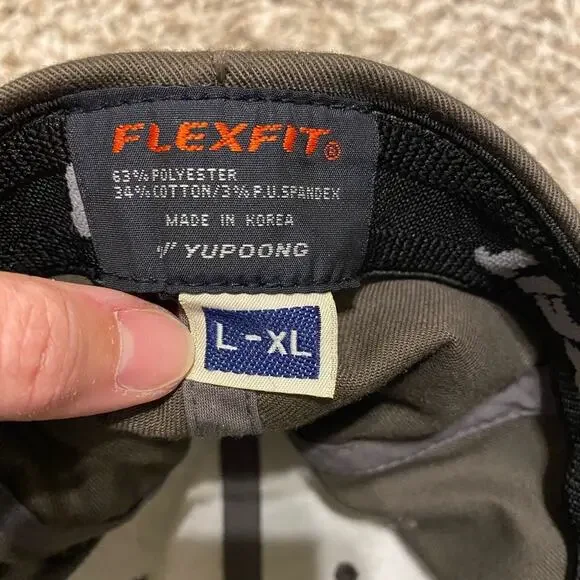 FLEXFIT®
63% POLYESTER
34% COTTON/3% P.U.SPANDEX
MADE IN KOREA
YUPOONG
L-XL